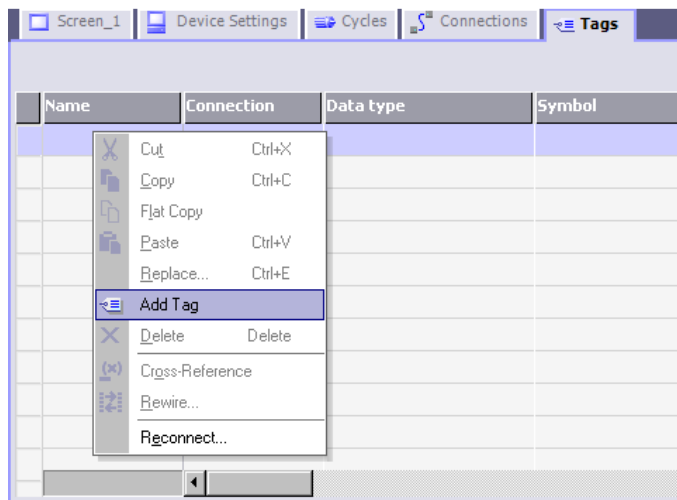 Screen_1 Device Settings Cycles Connections Tags
Name Connection Data type Symbol
Cut Ctrl+X
Copy Ctrl+C
Flat Copy
Paste Ctrl+V
Replace... Ctrl+E
Add Tag
Delete Delete
Cross-Reference
Rewire...
Reconnect...